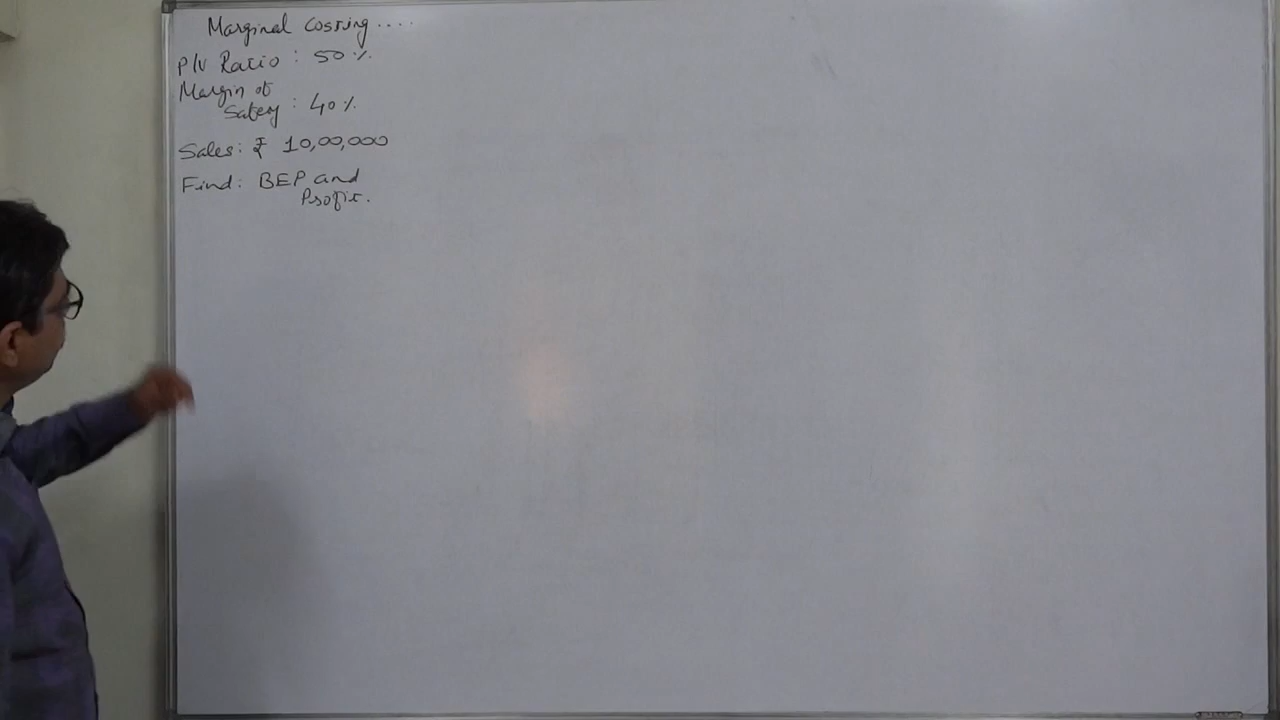 Marginal Costing....
P/V Ratio : 50%
Margin of
Safety : 40%
Sales: ₹ 10,00,000
Find: BEP and
Profit.